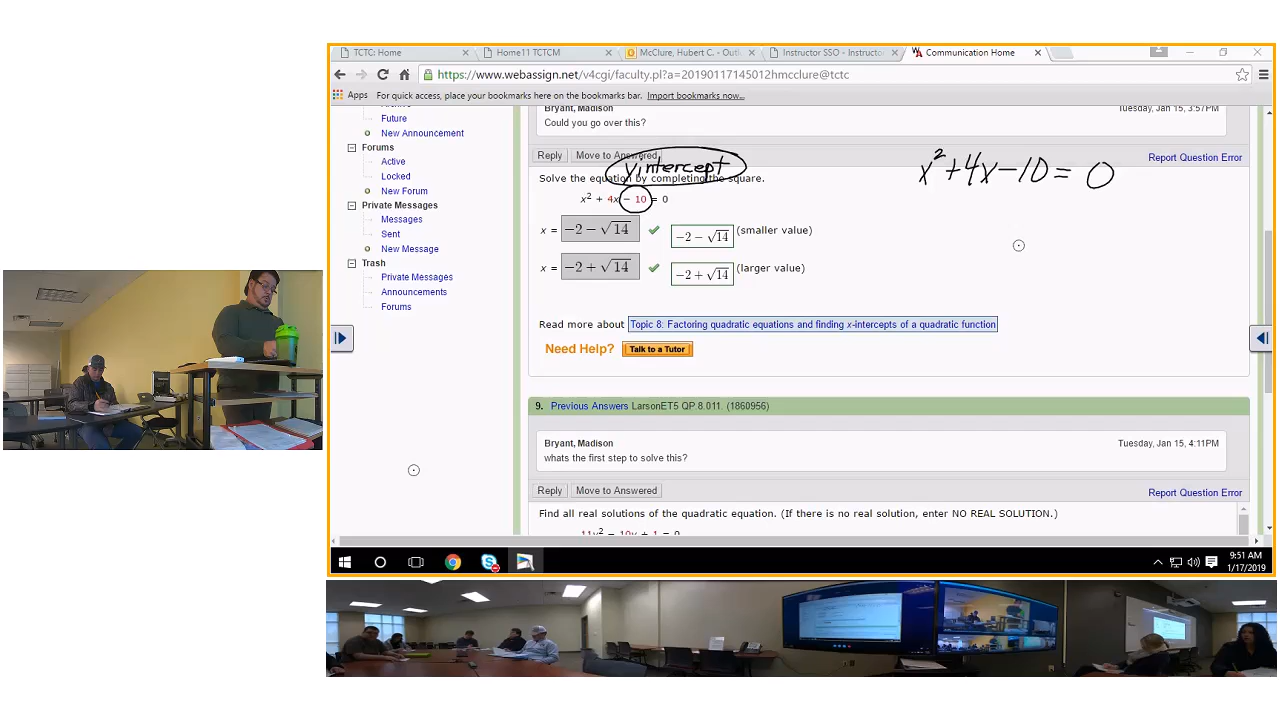 TCTC: Home
Home11 TCTCM
McClure, Hubert C. - Outl
Instructor SSO - Instructo
Communication Home
https://www.webassign.net/v4cgi/faculty.pl?a=20190117145012hmcclure@tctc
Apps For quick access, place your bookmarks here on the bookmarks bar. Import bookmarks now...
Future
New Announcement
Forums
Active
Locked
New Forum
Private Messages
Messages
Sent
New Message
Trash
Private Messages
Announcements
Forums
Bryant, Madison Tuesday, Jan 15, 3:57PM
Could you go over this?
Reply Move to Answered Report Question Error
y intercept
x² + 4x - 10 = 0
Solve the equation by completing the square.
x² + 4x − 10 = 0
x = −2 − √14 −2 − √14 (smaller value)
x = −2 + √14 −2 + √14 (larger value)
Read more about Topic 8: Factoring quadratic equations and finding x-intercepts of a quadratic function
Need Help? Talk to a Tutor
9. Previous Answers LarsonET5 QP.8.011. (1860956)
Bryant, Madison Tuesday, Jan 15, 4:11PM
whats the first step to solve this?
Reply Move to Answered Report Question Error
Find all real solutions of the quadratic equation. (If there is no real solution, enter NO REAL SOLUTION.)
9:51 AM
1/17/2019